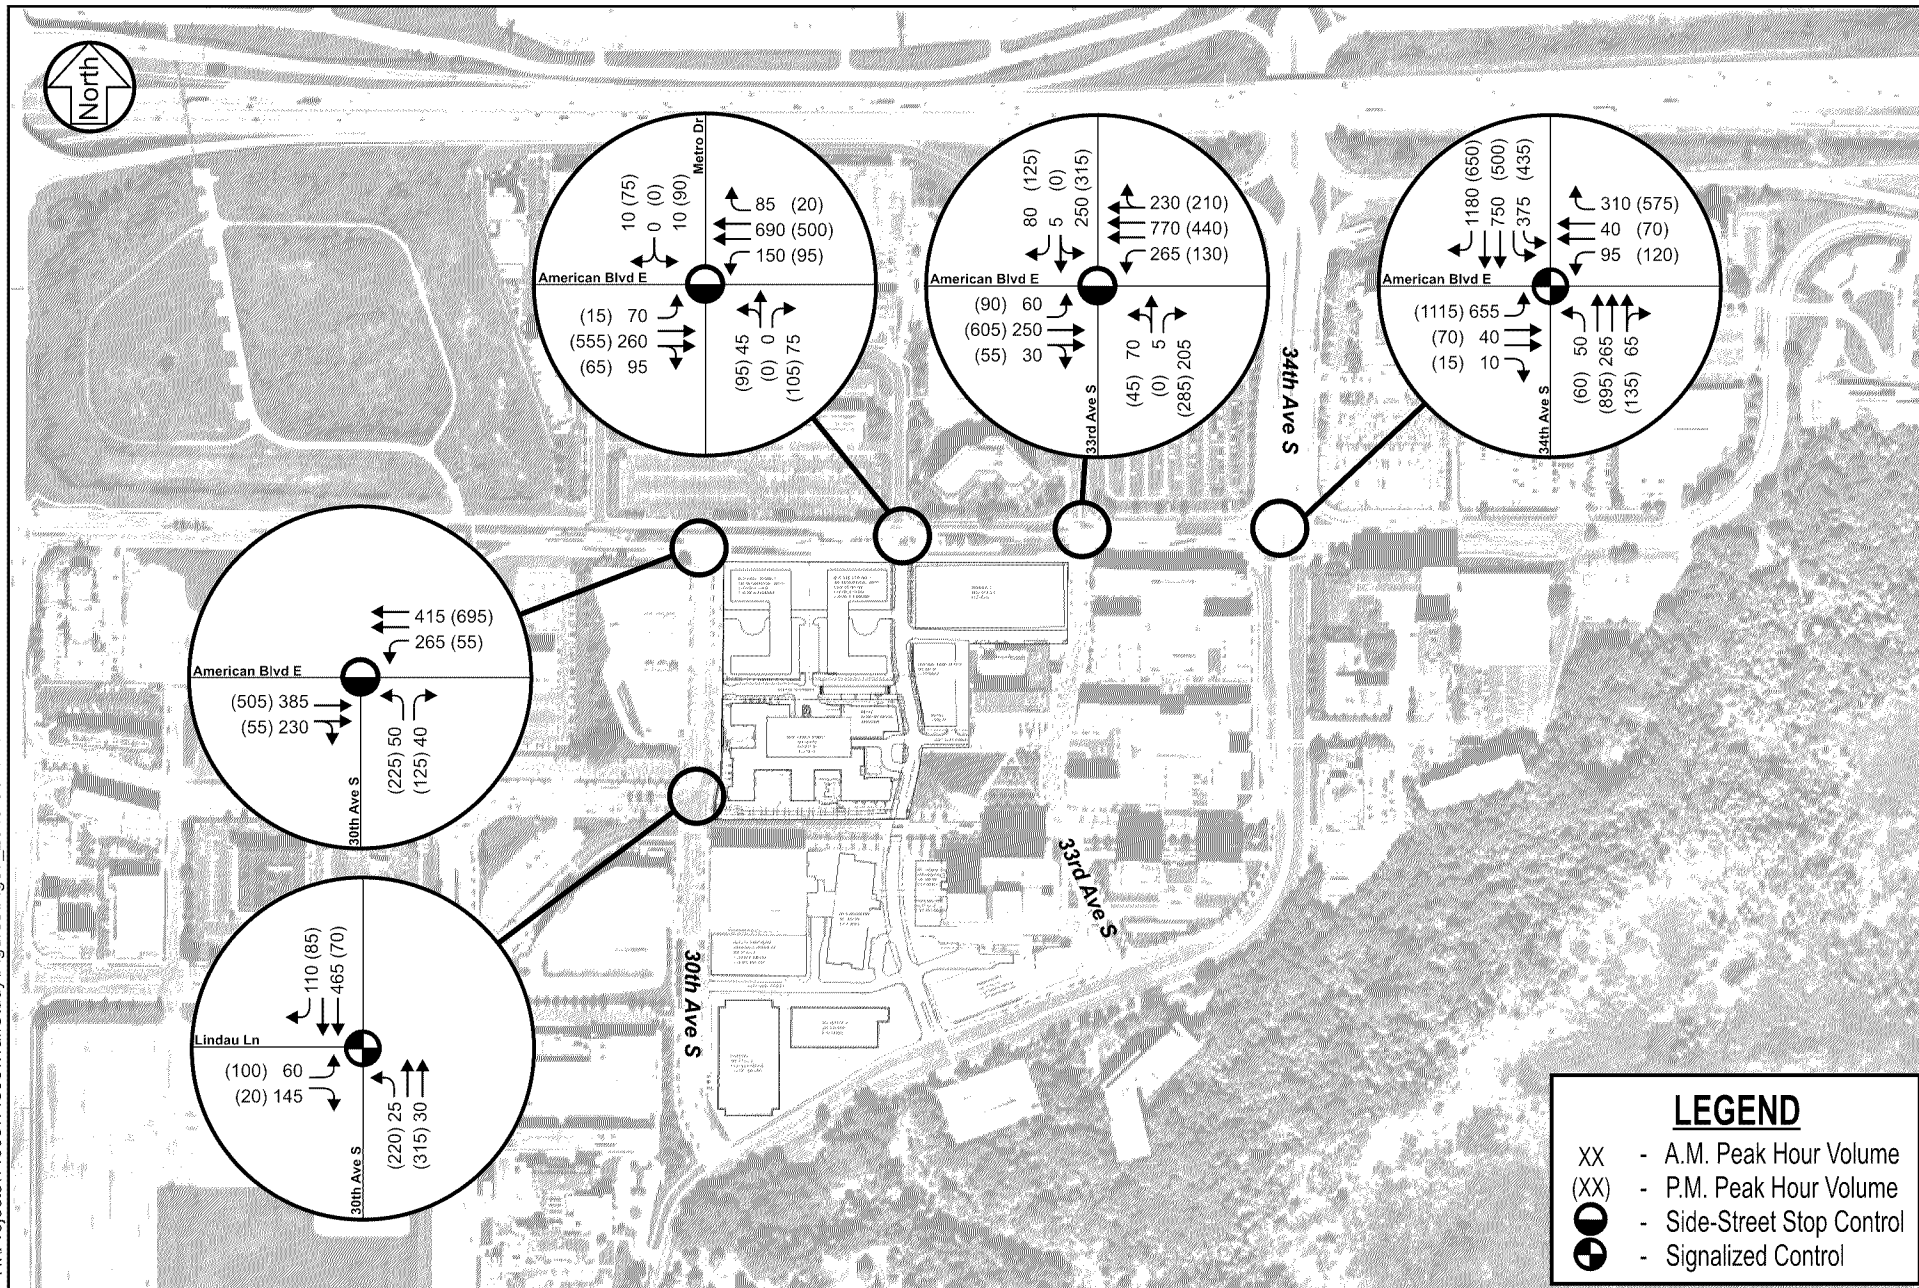 North
Metro Dr
10 (75)
0 (0)
10 (90)
85 (20)
690 (500)
150 (95)
American Blvd E
(15) 70
(555) 260
(65) 95
(95) 45
(0) 0
(105) 75
80 (125)
5 (0)
250 (315)
230 (210)
770 (440)
265 (130)
American Blvd E
(90) 60
(605) 250
(55) 30
(45) 70
(0) 5
(285) 205
33rd Ave S
1180 (650)
750 (500)
375 (435)
310 (575)
40 (70)
95 (120)
American Blvd E
(1115) 655
(70) 40
(15) 10
(60) 50
(895) 265
(135) 65
34th Ave S
34th Ave S
415 (695)
265 (55)
American Blvd E
(505) 385
(55) 230
(225) 50
(125) 40
30th Ave S
110 (85)
465 (70)
Lindau Ln
(100) 60
(20) 145
(220) 25
(315) 30
30th Ave S
30th Ave S
33rd Ave S
LEGEND
XX - A.M. Peak Hour Volume
(XX) - P.M. Peak Hour Volume
- Side-Street Stop Control
- Signalized Control